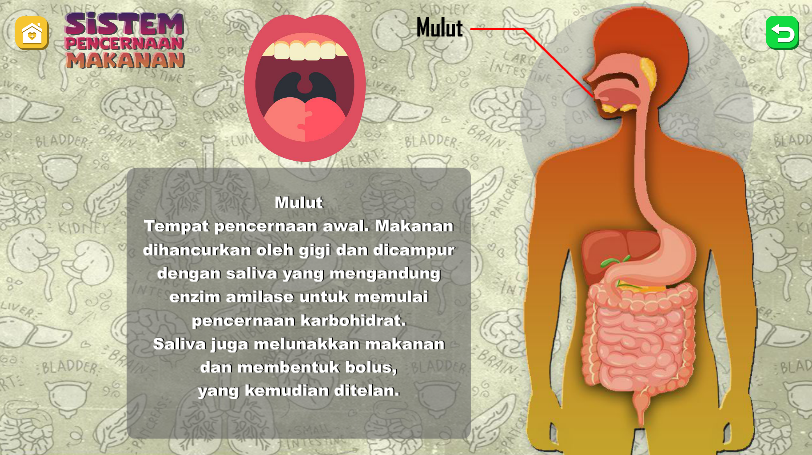 SISTEM
PENCERNAAN
MAKANAN
Mulut
Mulut
Tempat pencernaan awal. Makanan
dihancurkan oleh gigi dan dicampur
dengan saliva yang mengandung
enzim amilase untuk memulai
pencernaan karbohidrat.
Saliva juga melunakkan makanan
dan membentuk bolus,
yang kemudian ditelan.